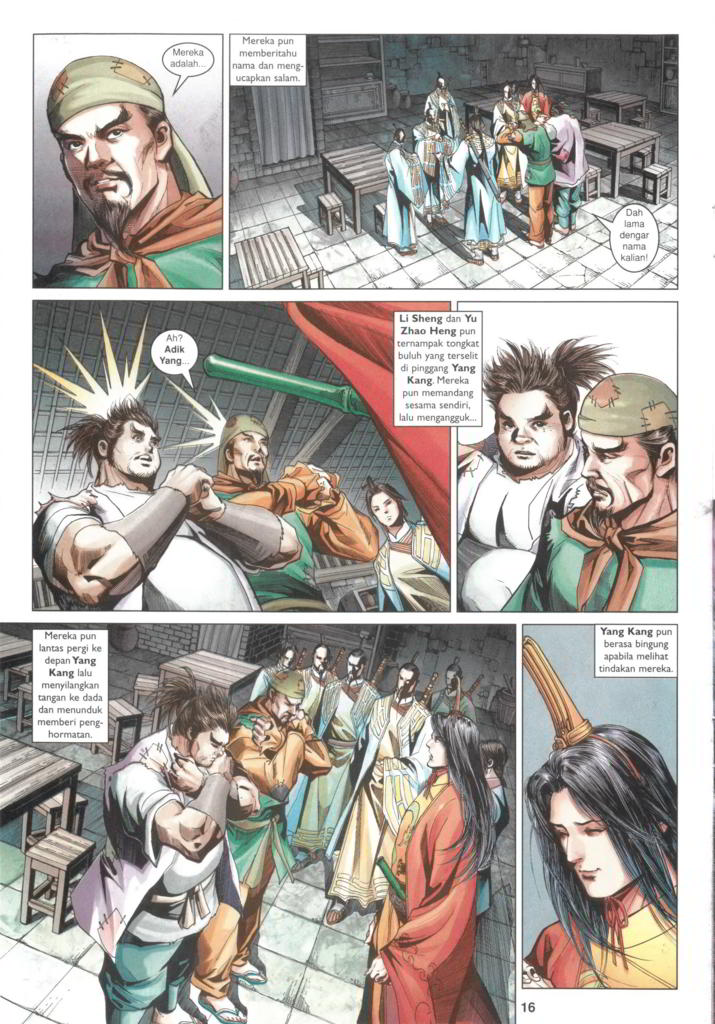 Mereka
adalah...
Mereka pun
memberitahu
nama dan meng-
ucapkan salam.
Dah
lama
dengar
nama
kalian!
Ah?
Adik
Yang...
Li Sheng dan Yu
Zhao Heng pun
ternampak tongkat
buluh yang terselit
di pinggang Yang
Kang. Mereka
pun memandang
sesama sendiri,
lalu mengangguk...
Mereka pun
lantas pergi ke
depan Yang
Kang lalu
menyilangkan
tangan ke dada
dan menunduk
memberi peng-
hormatan.
Yang Kang pun
berasa bingung
apabila melihat
tindakan mereka.
16